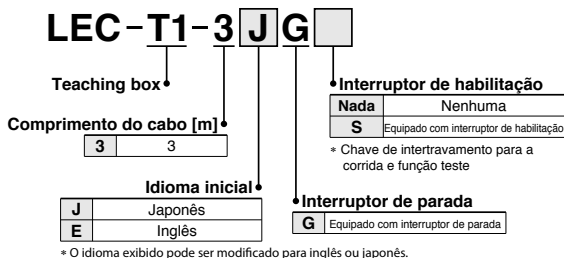 LEC-T1-3JG
Teaching box
Comprimento do cabo [m]
3 3
Idioma inicial
J Japonês
E Inglês
* O idioma exibido pode ser modificado para inglês ou japonês.
Interruptor de habilitação
Nada Nenhuma
S Equipado com interruptor de habilitação
* Chave de intertravamento para a
corrida e função teste
Interruptor de parada
G Equipado com interruptor de parada